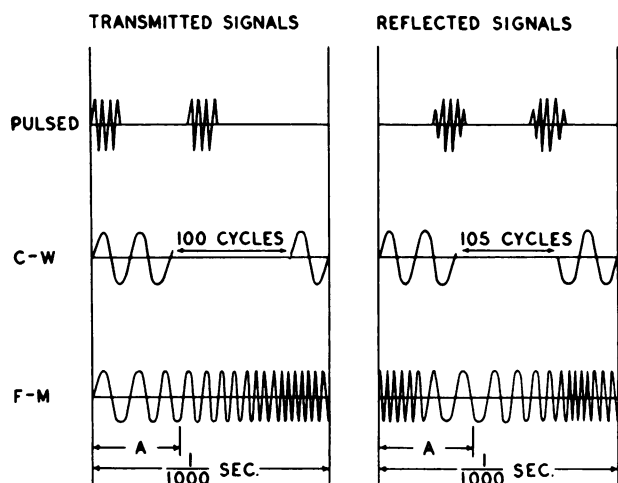 TRANSMITTED SIGNALS REFLECTED SIGNALS
PULSED
C-W 100 CYCLES 105 CYCLES
F-M
A A
1/1000 SEC. 1/1000 SEC.